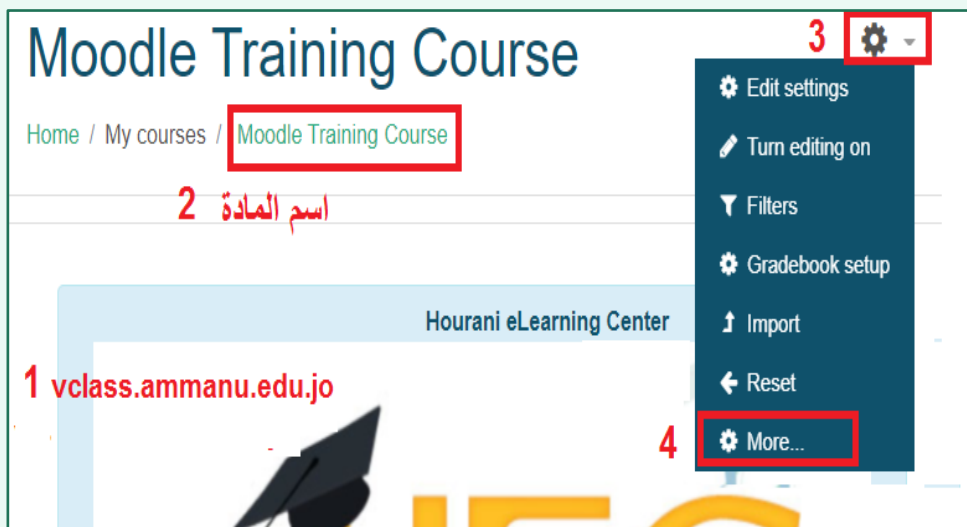 Moodle Training Course
3
Home / My courses / Moodle Training Course
2 اسم المادة
Edit settings
Turn editing on
Filters
Gradebook setup
Import
Reset
4 More...
Hourani eLearning Center
1 vclass.ammanu.edu.jo